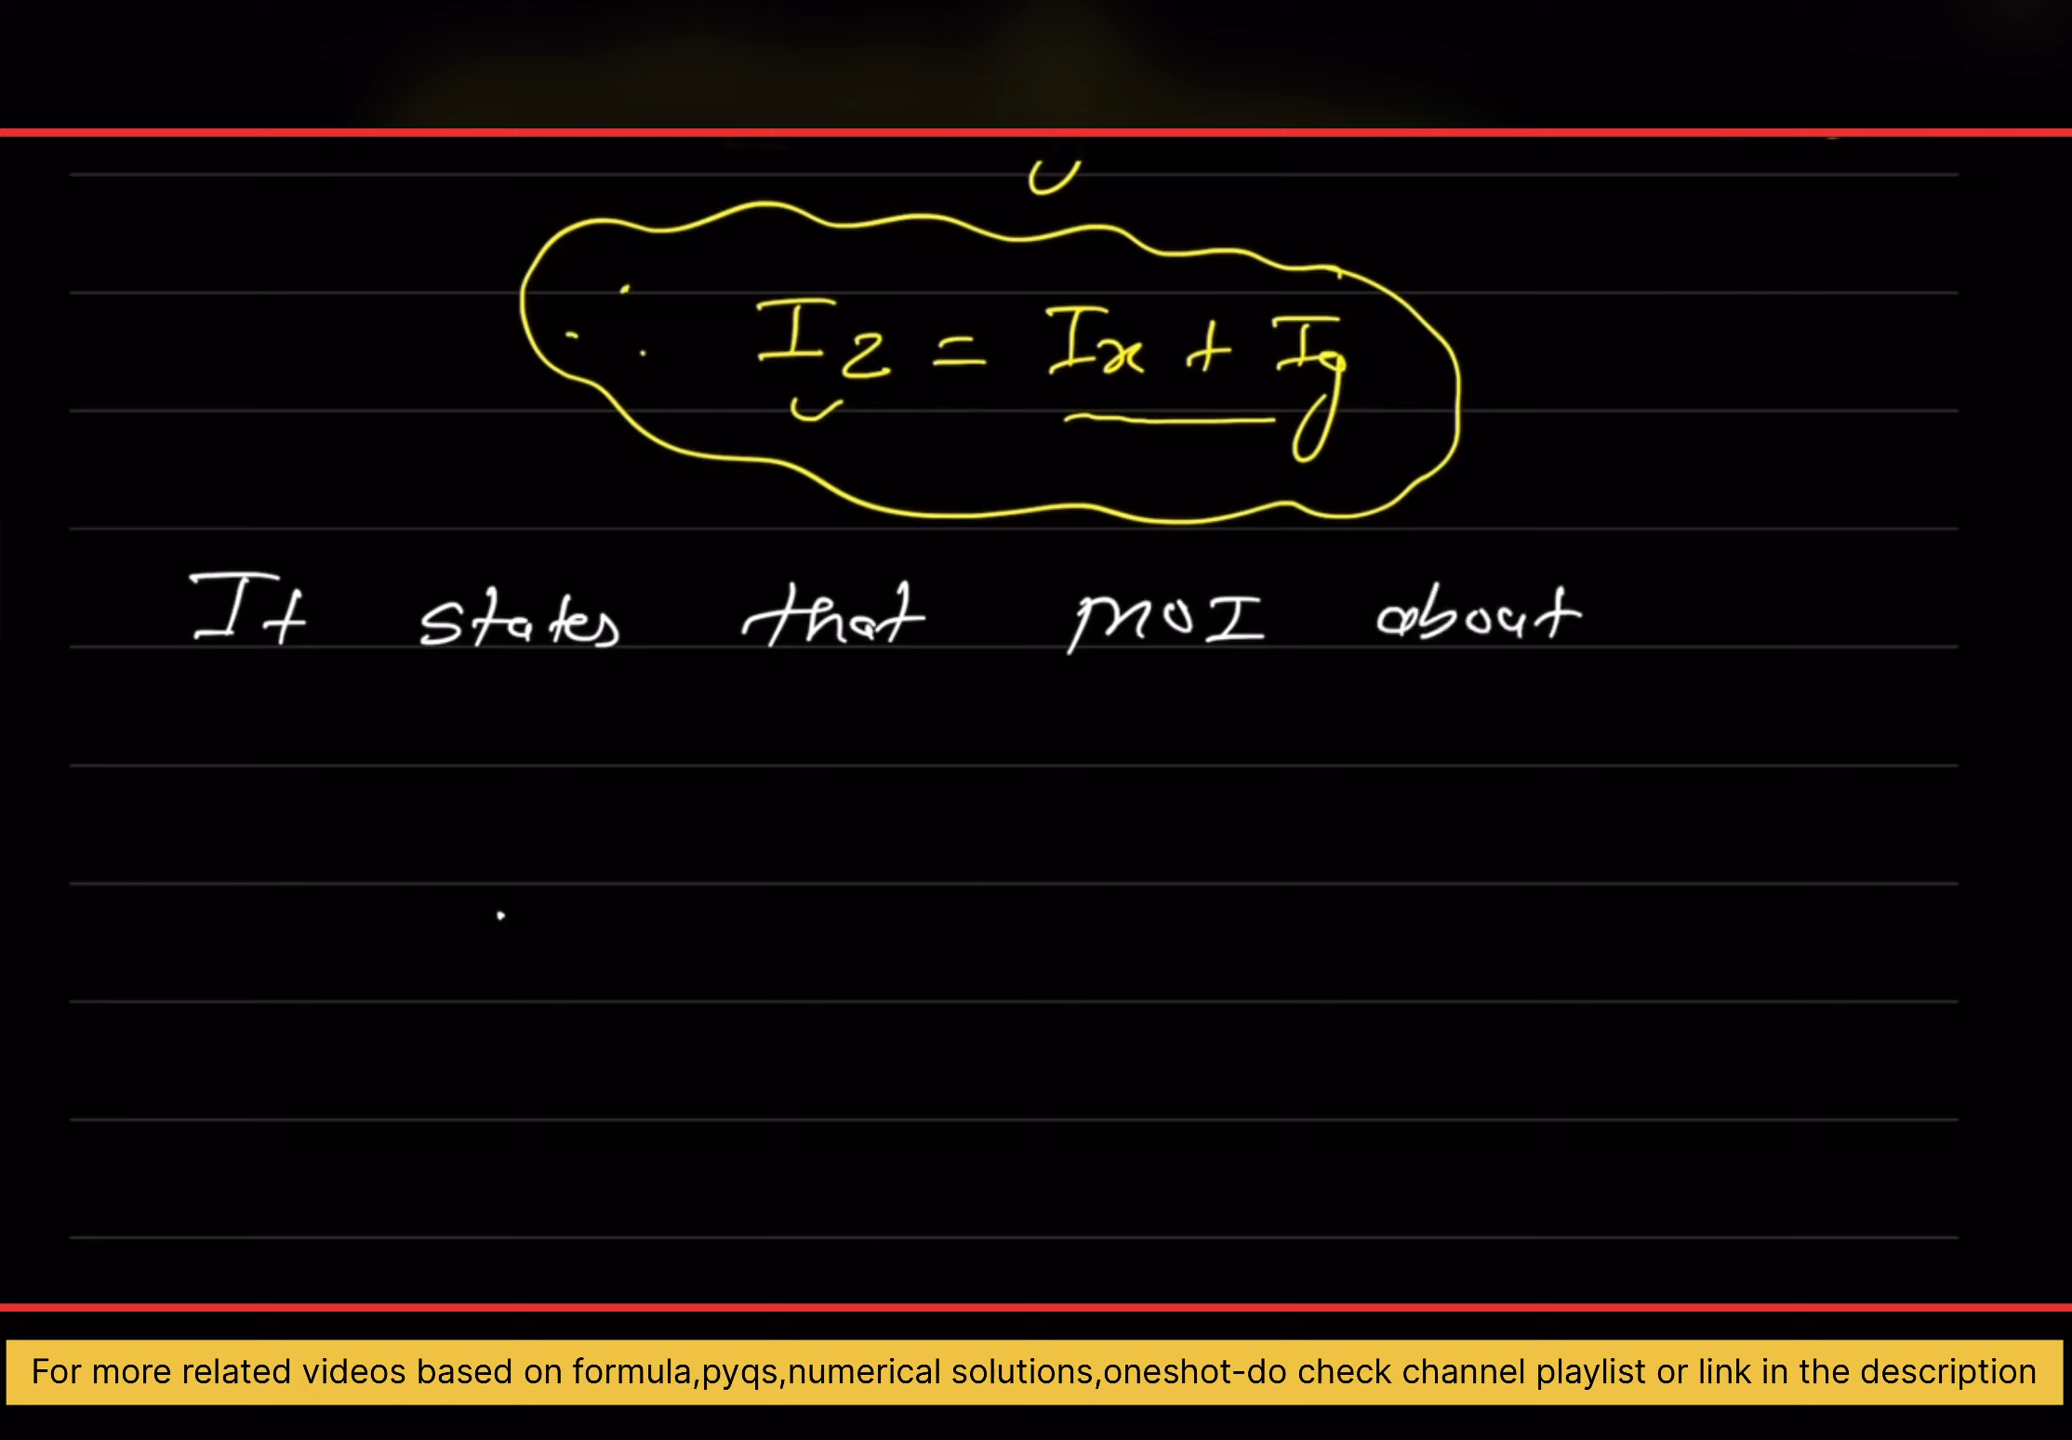 ∴ Iz = Ix + Iy
It states that MOI about
For more related videos based on formula,pyqs,numerical solutions,oneshot-do check channel playlist or link in the description